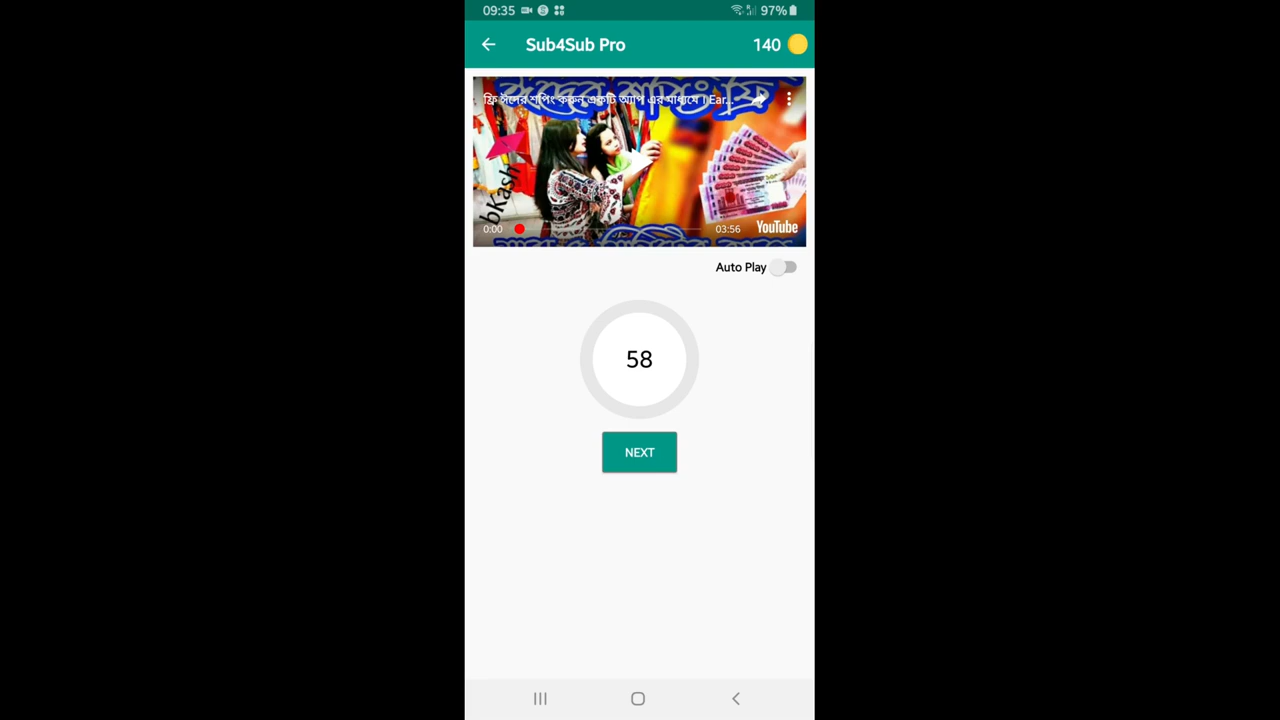 09:35
97%
Sub4Sub Pro
140
ফ্রি ঈদের শপিং করুন একটি অ্যাপ এর মাধ্যমে । Ear...
bKash
0:00
03:56
YouTube
Auto Play
58
NEXT